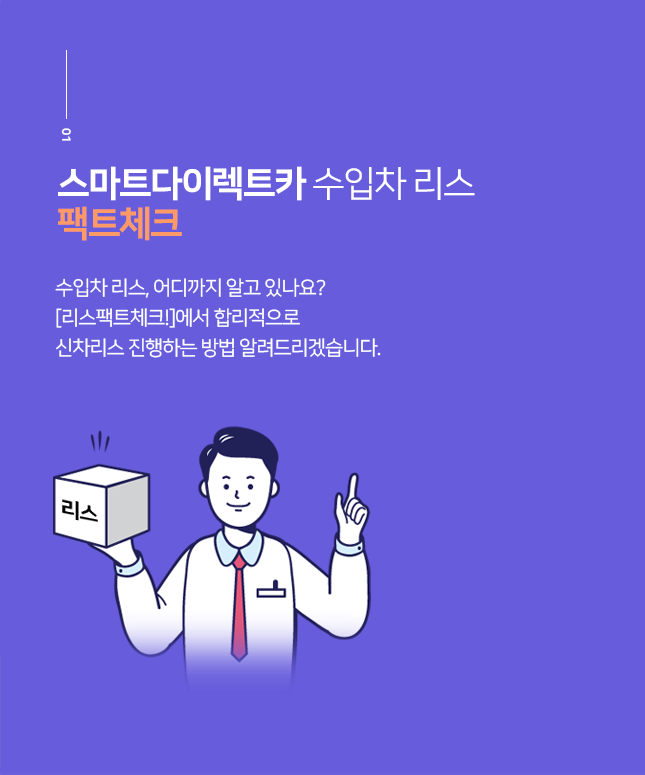 01
스마트다이렉트카 수입차 리스
팩트체크
수입차 리스, 어디까지 알고 있나요?
[리스팩트체크!]에서 합리적으로
신차리스 진행하는 방법 알려드리겠습니다.
리스